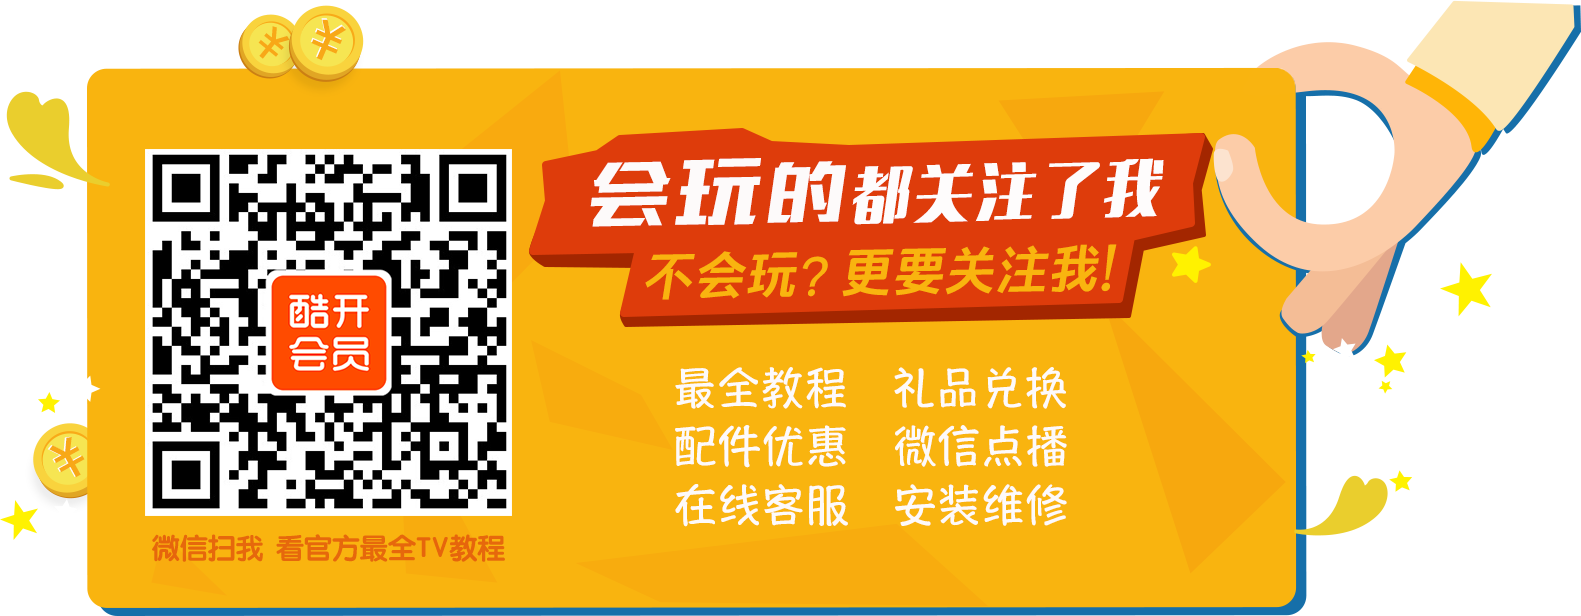 酷开
会员
微信扫我 看官方最全TV教程
会玩的都关注了我
不会玩？更要关注我！
最全教程 礼品兑换
配件优惠 微信点播
在线客服 安装维修